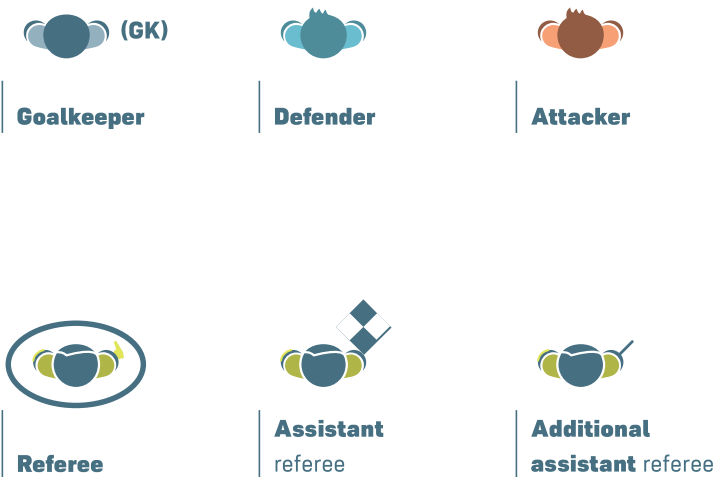 (GK)
Goalkeeper
Defender
Attacker
Referee
Assistant
referee
Additional
assistant referee